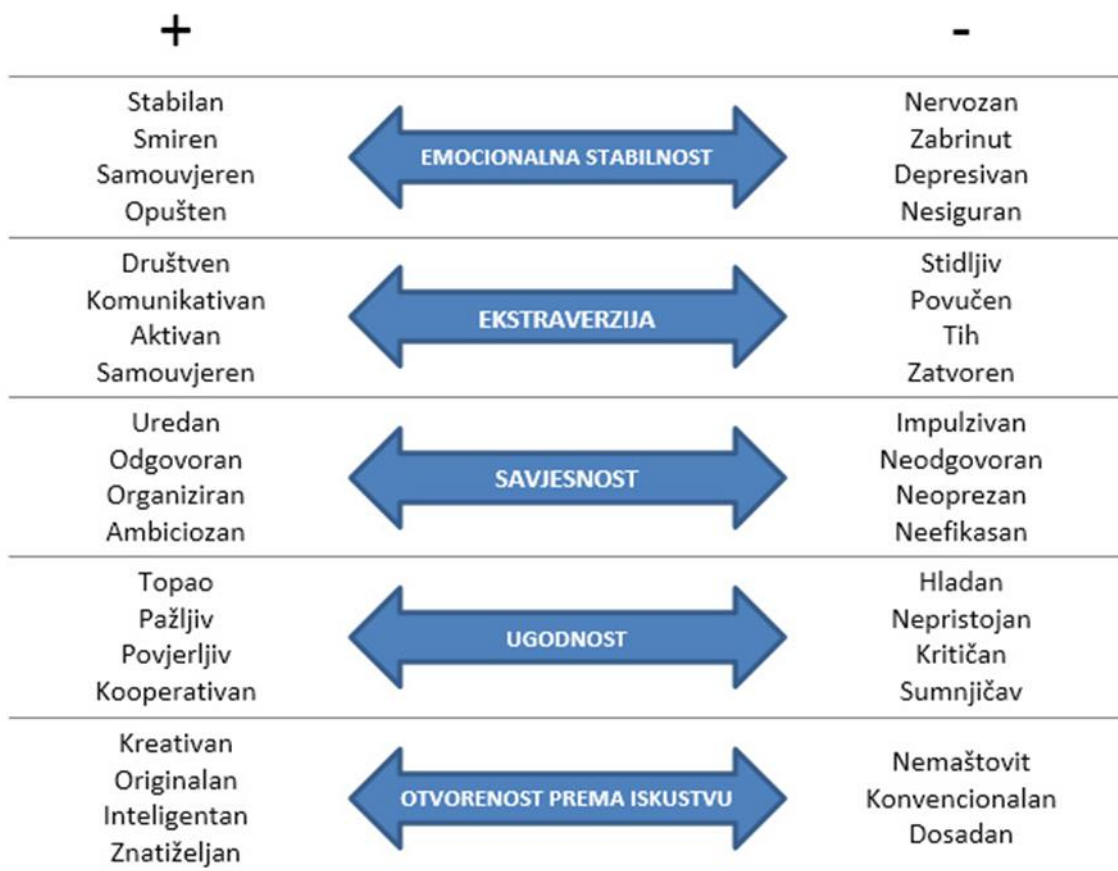 + -
Stabilan
Smiren
Samouvjeren
Opušten
EMOCIONALNA STABILNOST
Nervozan
Zabrinut
Depresivan
Nesiguran
Društven
Komunikativan
Aktivan
Samouvjeren
EKSTRAVERZIJA
Stidljiv
Povučen
Tih
Zatvoren
Uredan
Odgovoran
Organiziran
Ambiciozan
SAVJESNOST
Impulzivan
Neodgovoran
Neoprezan
Neefikasan
Topao
Pažljiv
Povjerljiv
Kooperativan
UGODNOST
Hladan
Nepristojan
Kritičan
Sumnjičav
Kreativan
Originalan
Inteligentan
Znatiželjan
OTVORENOST PREMA ISKUSTVU
Nemaštovit
Konvencionalan
Dosadan